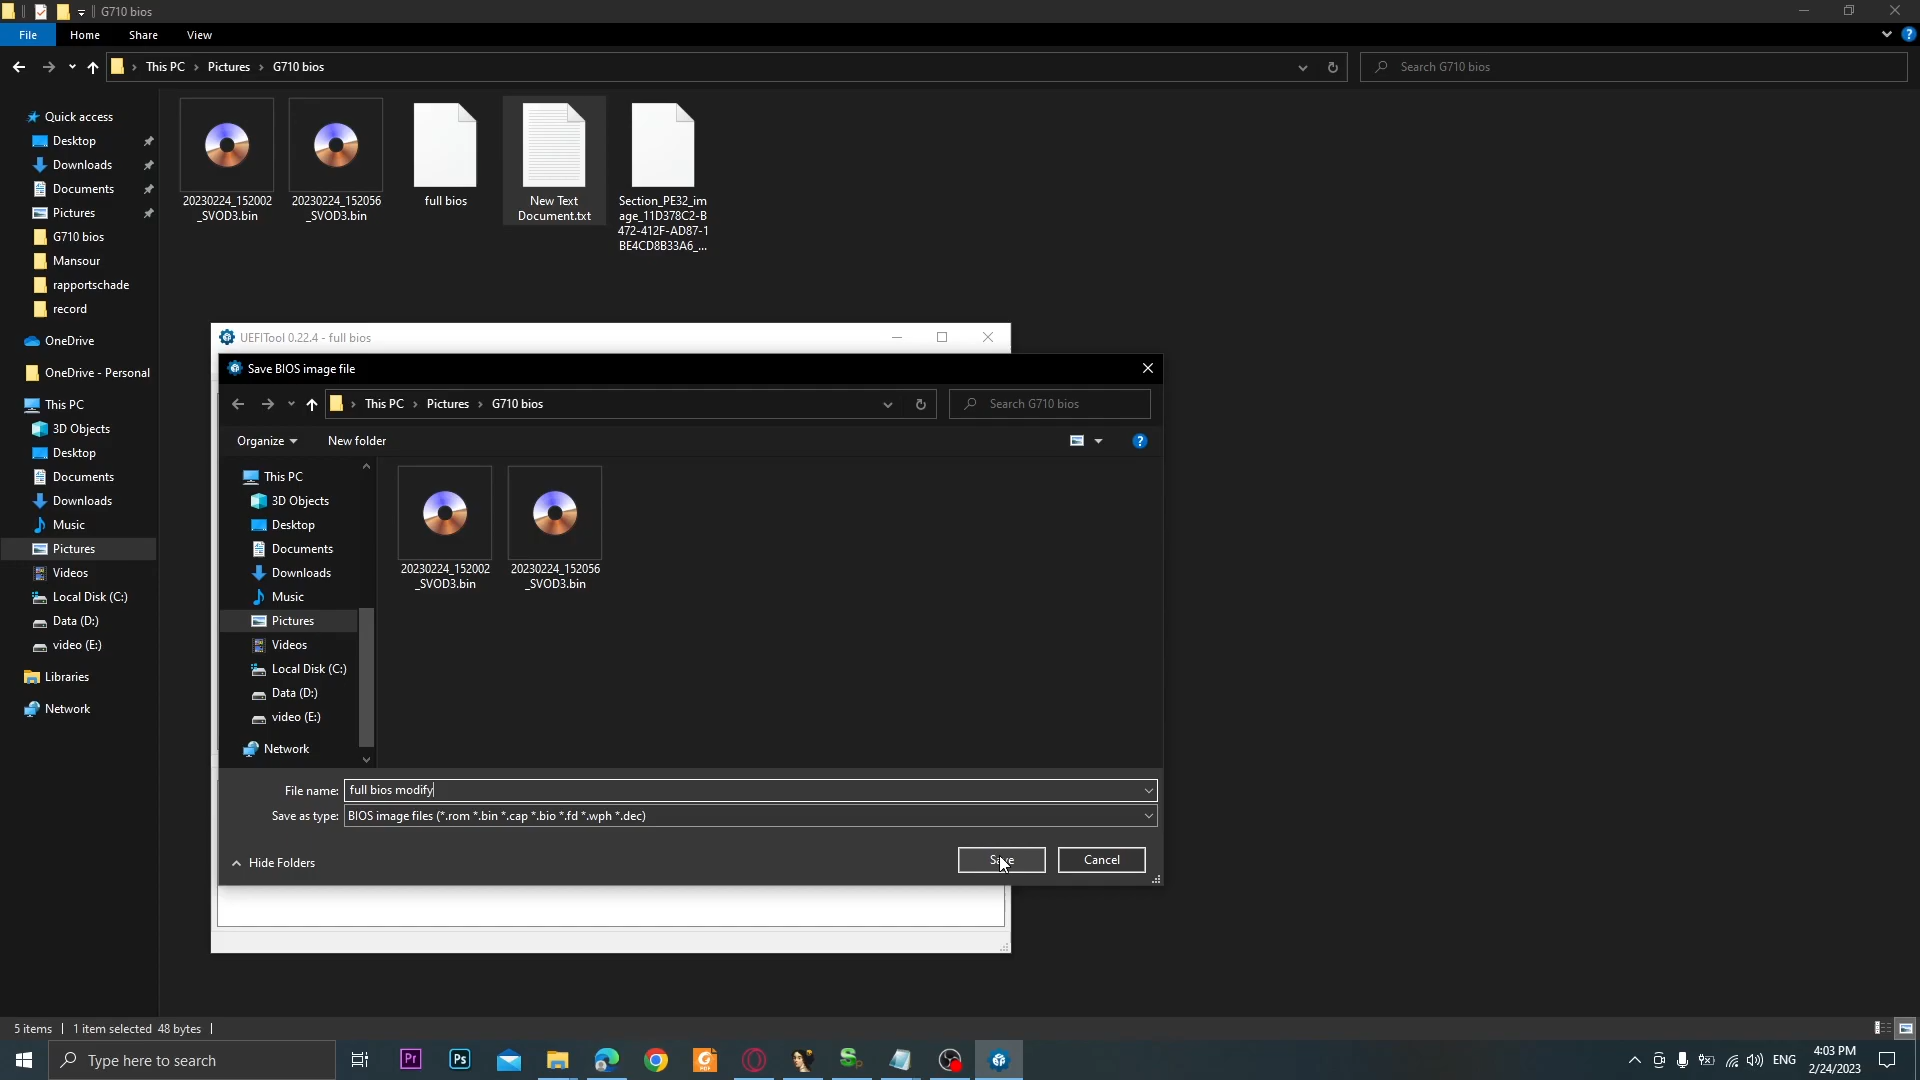 G710 bios
File
Home
Share
View
This PC
Pictures
G710 bios
Search G710 bios
Quick access
Desktop
Downloads
Documents
Pictures
G710 bios
Mansour
rapportschade
record
OneDrive
OneDrive - Personal
This PC
3D Objects
Desktop
Documents
Downloads
Music
Pictures
Videos
Local Disk (C:)
Data (D:)
video (E:)
Libraries
Network
20230224_152002
_SVOD3.bin
20230224_152056
_SVOD3.bin
full bios
New Text
Document.txt
Section_PE32_im
age_11D378C2-B
472-412F-AD87-1
BE4CD8B33A6_...
UEFITool 0.22.4 - full bios
Save BIOS image file
This PC
Pictures
G710 bios
Search G710 bios
Organize
New folder
This PC
3D Objects
Desktop
Documents
Downloads
Music
Pictures
Videos
Local Disk (C:)
Data (D:)
video (E:)
Network
20230224_152002
_SVOD3.bin
20230224_152056
_SVOD3.bin
File name:
full bios modify
Save as type:
BIOS image files (*.rom *.bin *.cap *.bio *.fd *.wph *.dec)
Hide Folders
Save
Cancel
5 items
1 item selected 48 bytes
Type here to search
Pr
Ps
ENG
4:03 PM
2/24/2023